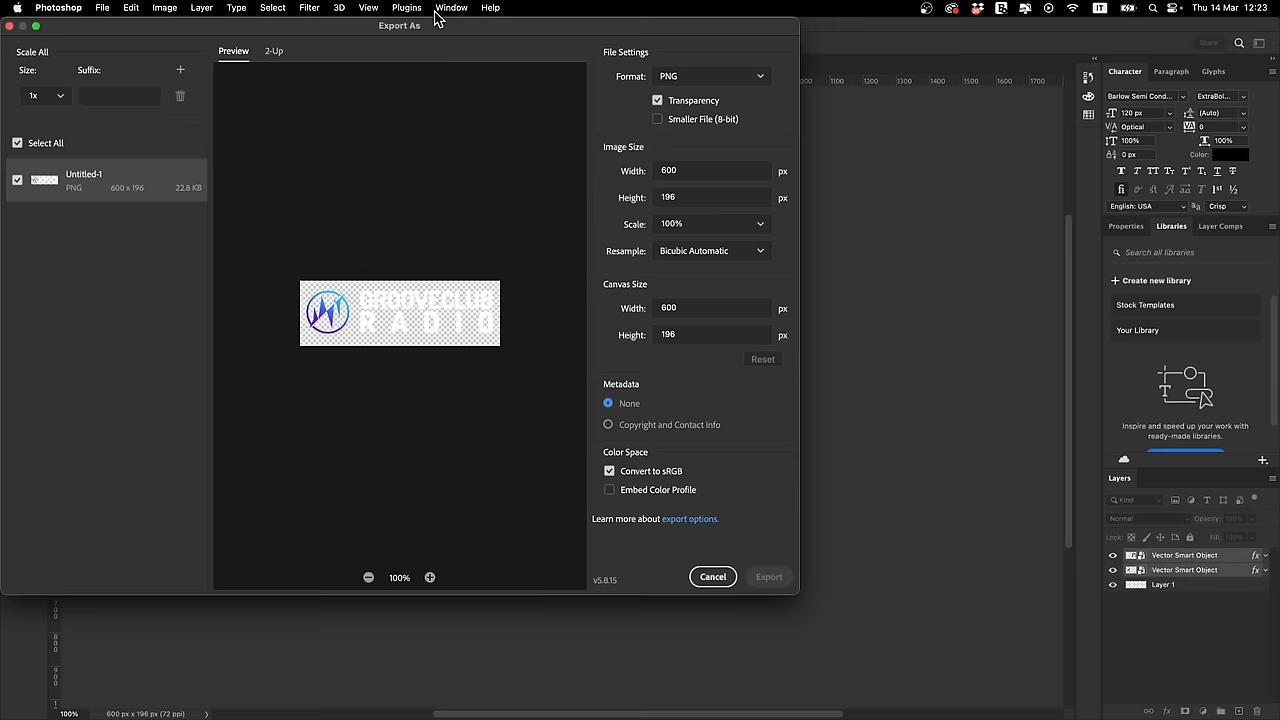 Photoshop File Edit Image Layer Type Select Filter 3D View Plugins Window Help IT Thu 14 Mar 12:23
Export As
Scale All
Size: Suffix:
1x
Select All
Untitled-1
PNG 600 x 196 22.8 KB
Preview 2-Up
GROOVECLUB
RADIO
100%
File Settings
Format: PNG
Transparency
Smaller File (8-bit)
Image Size
Width: 600 px
Height: 196 px
Scale: 100%
Resample: Bicubic Automatic
Canvas Size
Width: 600 px
Height: 196 px
Reset
Metadata
None
Copyright and Contact Info
Color Space
Convert to sRGB
Embed Color Profile
Learn more about export options.
v5.8.15 Cancel Export
Share
1000 1100 1200 1300 1400 1500 1600 1700
Character Paragraph Glyphs
Barlow Semi Cond... ExtraBol...
120 px (Auto)
Optical 0
100% 100%
0 px Color:
English: USA Crisp
Properties Libraries Layer Comps
Search all libraries
Create new library
Stock Templates
Your Library
Inspire and speed up your work with
ready-made libraries.
Layers
Kind
Normal Opacity: 100%
Lock: Fill: 100%
Vector Smart Object fx
Vector Smart Object fx
Layer 1
100% 600 px x 196 px (72 ppi)